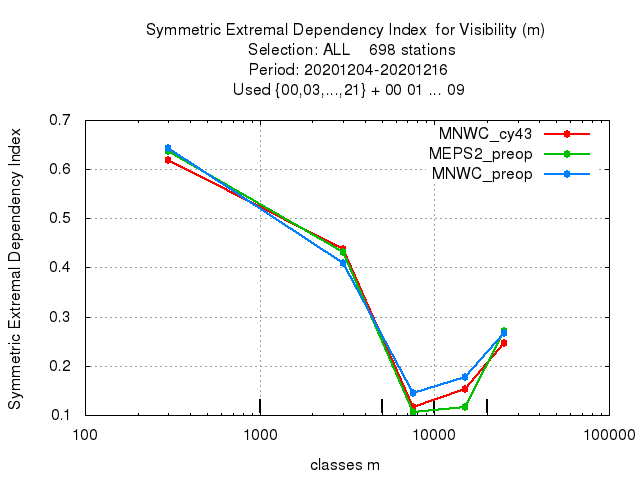 Symmetric Extremal Dependency Index  for Visibility (m)
Selection: ALL    698 stations
Period: 20201204-20201216
Used {00,03,...,21} + 00 01 ... 09
MNWC_cy43
MEPS2_preop
MNWC_preop
Symmetric Extremal Dependency Index
0.7
0.6
0.5
0.4
0.3
0.2
0.1
100
1000
10000
100000
classes m